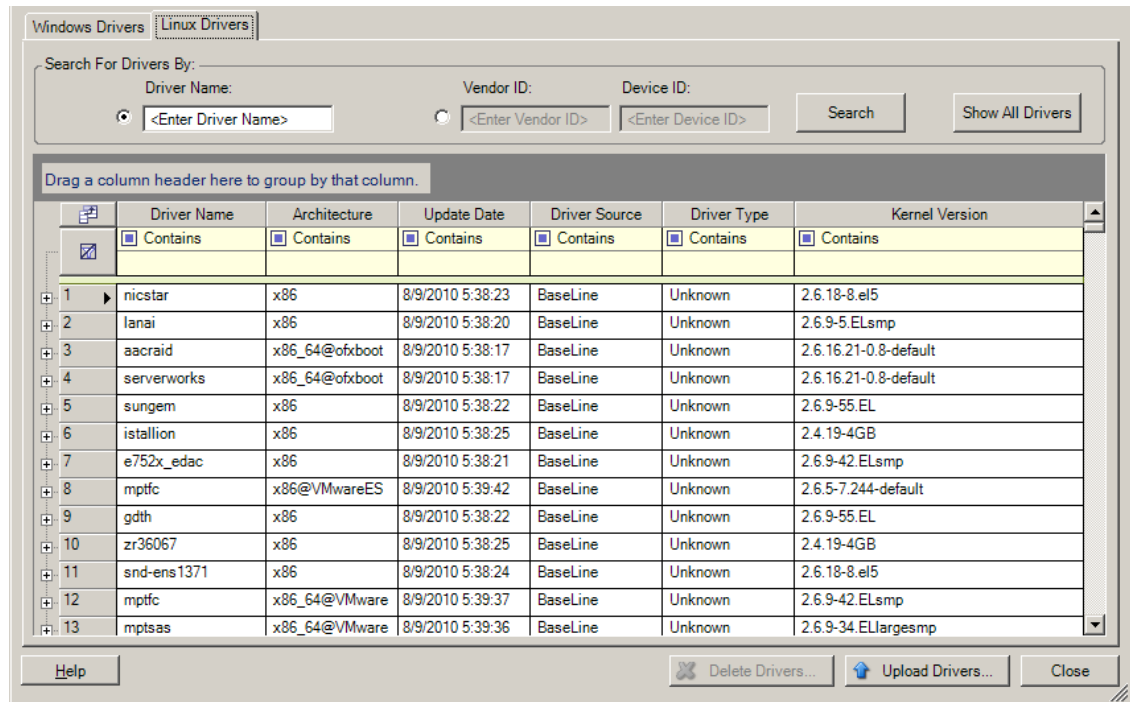 Windows Drivers Linux Drivers
Search For Drivers By:
Driver Name: Vendor ID: Device ID:
<Enter Driver Name> <Enter Vendor ID> <Enter Device ID> Search Show All Drivers
Drag a column header here to group by that column.
Driver Name Architecture Update Date Driver Source Driver Type Kernel Version
Contains Contains Contains Contains Contains Contains
1 nicstar x86 8/9/2010 5:38:23 BaseLine Unknown 2.6.18-8.el5
2 lanai x86 8/9/2010 5:38:20 BaseLine Unknown 2.6.9-5.ELsmp
3 aacraid x86_64@ofxboot 8/9/2010 5:38:17 BaseLine Unknown 2.6.16.21-0.8-default
4 serverworks x86_64@ofxboot 8/9/2010 5:38:17 BaseLine Unknown 2.6.16.21-0.8-default
5 sungem x86 8/9/2010 5:38:22 BaseLine Unknown 2.6.9-55.EL
6 istallion x86 8/9/2010 5:38:25 BaseLine Unknown 2.4.19-4GB
7 e752x_edac x86 8/9/2010 5:38:21 BaseLine Unknown 2.6.9-42.ELsmp
8 mptfc x86@VMwareES 8/9/2010 5:39:42 BaseLine Unknown 2.6.5-7.244-default
9 gdth x86 8/9/2010 5:38:22 BaseLine Unknown 2.6.9-55.EL
10 zr36067 x86 8/9/2010 5:38:25 BaseLine Unknown 2.4.19-4GB
11 snd-ens1371 x86 8/9/2010 5:38:24 BaseLine Unknown 2.6.18-8.el5
12 mptfc x86_64@VMware 8/9/2010 5:39:37 BaseLine Unknown 2.6.9-42.ELsmp
13 mptsas x86_64@VMware 8/9/2010 5:39:36 BaseLine Unknown 2.6.9-34.ELlargesmp
Help Delete Drivers... Upload Drivers... Close